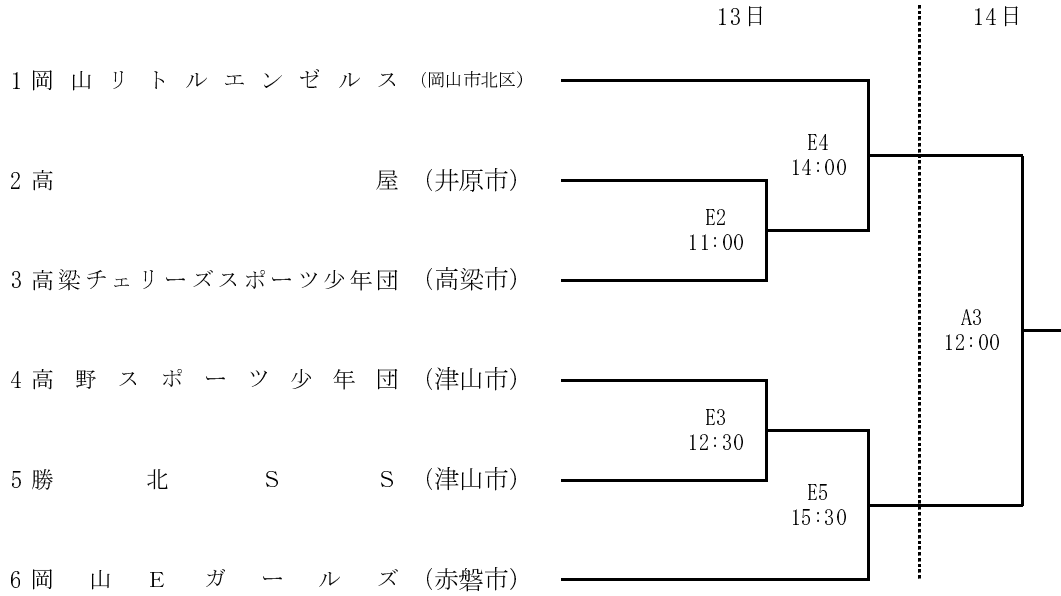 13日 14日
1 岡山リトルエンゼルス (岡山市北区)
E4
14:00
2 高屋 (井原市)
E2
11:00
3 高梁チェリーズスポーツ少年団 (高梁市)
A3
12:00
4 高野スポーツ少年団 (津山市)
E3
12:30
5 勝北SS (津山市)
E5
15:30
6 岡山Eガールズ (赤磐市)